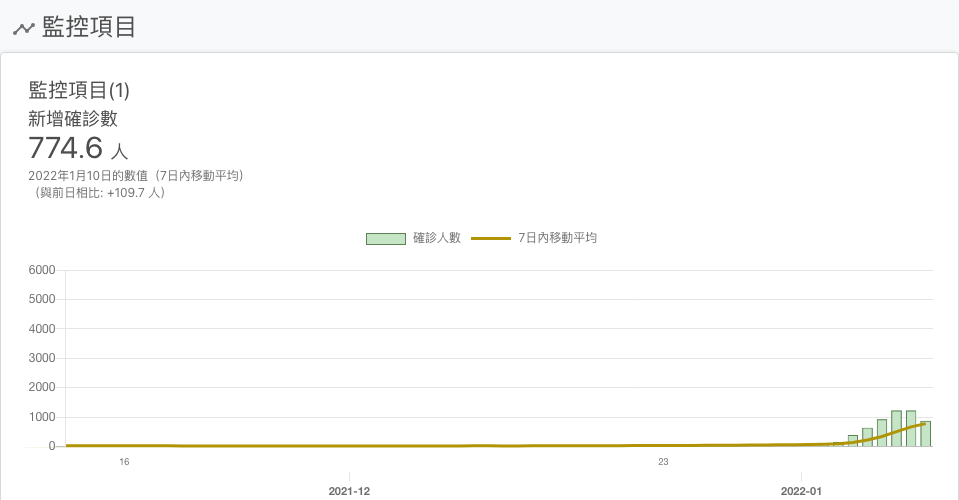 監控項目
監控項目(1)
新增確診數
774.6 人
2022年1月10日的數值（7日內移動平均）
（與前日相比: +109.7 人）
確診人數 7日內移動平均
6000
5000
4000
3000
2000
1000
0
16 23
2021-12 2022-01